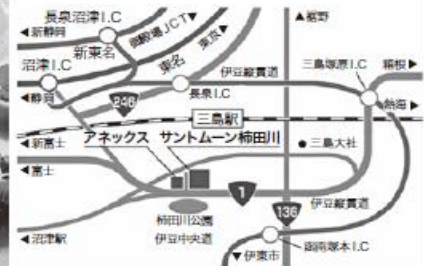 長泉沼津I.C
◀新静岡
御殿場JCT▶
新東名
東名
東京▶
▲裾野
沼津I.C
◀静岡
246
長泉I.C
伊豆縦貫道
三島塚原I.C
箱根▶
熱海▶
三島駅
◀新富士
アネックス
サントムーン柿田川
●三島大社
◀富士
1
136
伊豆縦貫道
柿田川公園
伊豆中央道
◀沼津駅
函南塚本I.C
▼伊東市